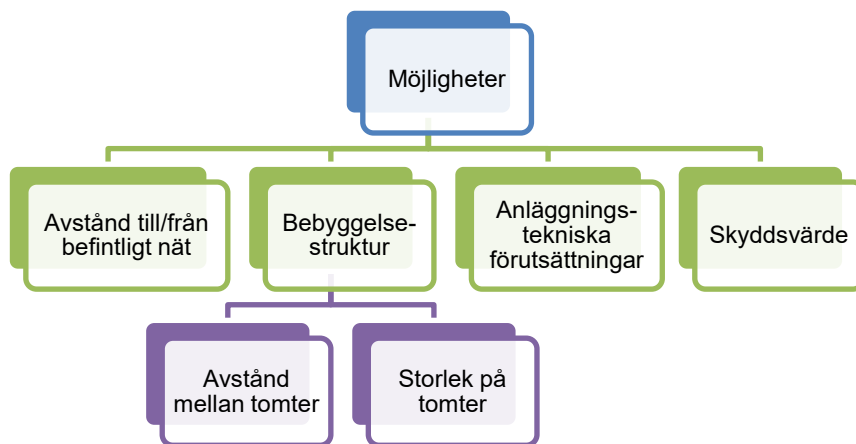 Möjligheter
Avstånd till/från
befintligt nät
Bebyggelse-
struktur
Anläggnings-
tekniska
förutsättningar
Skyddsvärde
Avstånd
mellan tomter
Storlek på
tomter